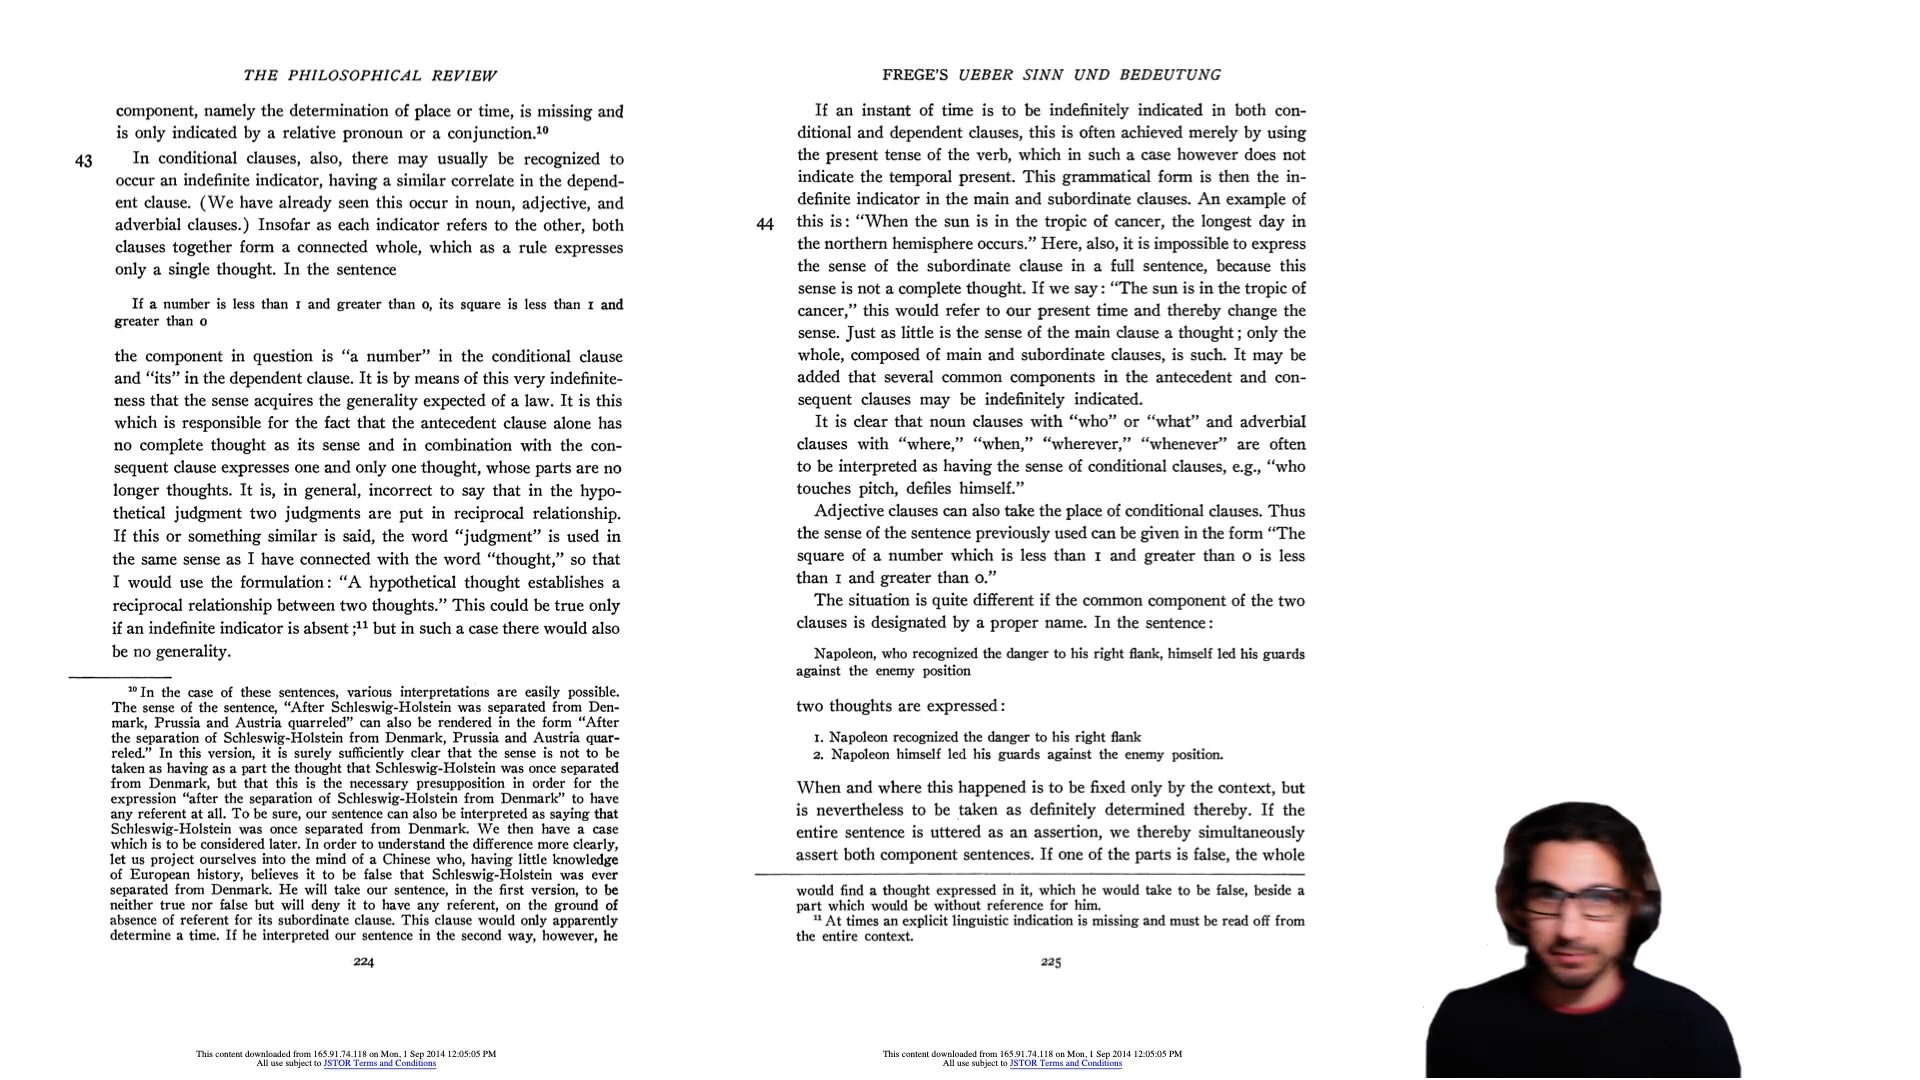 THE PHILOSOPHICAL REVIEW
component, namely the determination of place or time, is missing and
is only indicated by a relative pronoun or a conjunction.¹⁰
43
In conditional clauses, also, there may usually be recognized to
occur an indefinite indicator, having a similar correlate in the depend-
ent clause. (We have already seen this occur in noun, adjective, and
adverbial clauses.) Insofar as each indicator refers to the other, both
clauses together form a connected whole, which as a rule expresses
only a single thought. In the sentence
If a number is less than 1 and greater than 0, its square is less than 1 and
greater than 0
the component in question is “a number” in the conditional clause
and “its” in the dependent clause. It is by means of this very indefinite-
ness that the sense acquires the generality expected of a law. It is this
which is responsible for the fact that the antecedent clause alone has
no complete thought as its sense and in combination with the con-
sequent clause expresses one and only one thought, whose parts are no
longer thoughts. It is, in general, incorrect to say that in the hypo-
thetical judgment two judgments are put in reciprocal relationship.
If this or something similar is said, the word “judgment” is used in
the same sense as I have connected with the word “thought,” so that
I would use the formulation: “A hypothetical thought establishes a
reciprocal relationship between two thoughts.” This could be true only
if an indefinite indicator is absent;¹¹ but in such a case there would also
be no generality.
¹⁰ In the case of these sentences, various interpretations are easily possible.
The sense of the sentence, “After Schleswig-Holstein was separated from Den-
mark, Prussia and Austria quarreled” can also be rendered in the form “After
the separation of Schleswig-Holstein from Denmark, Prussia and Austria quar-
reled.” In this version, it is surely sufficiently clear that the sense is not to be
taken as having as a part the thought that Schleswig-Holstein was once separated
from Denmark, but that this is the necessary presupposition in order for the
expression “after the separation of Schleswig-Holstein from Denmark” to have
any referent at all. To be sure, our sentence can also be interpreted as saying that
Schleswig-Holstein was once separated from Denmark. We then have a case
which is to be considered later. In order to understand the difference more clearly,
let us project ourselves into the mind of a Chinese who, having little knowledge
of European history, believes it to be false that Schleswig-Holstein was ever
separated from Denmark. He will take our sentence, in the first version, to be
neither true nor false but will deny it to have any referent, on the ground of
absence of referent for its subordinate clause. This clause would only apparently
determine a time. If he interpreted our sentence in the second way, however, he
224
This content downloaded from 165.91.74.118 on Mon, 1 Sep 2014 12:05:05 PM
All use subject to JSTOR Terms and Conditions
FREGE'S UEBER SINN UND BEDEUTUNG
If an instant of time is to be indefinitely indicated in both con-
ditional and dependent clauses, this is often achieved merely by using
the present tense of the verb, which in such a case however does not
indicate the temporal present. This grammatical form is then the in-
definite indicator in the main and subordinate clauses. An example of
44
this is: “When the sun is in the tropic of cancer, the longest day in
the northern hemisphere occurs.” Here, also, it is impossible to express
the sense of the subordinate clause in a full sentence, because this
sense is not a complete thought. If we say: “The sun is in the tropic of
cancer,” this would refer to our present time and thereby change the
sense. Just as little is the sense of the main clause a thought; only the
whole, composed of main and subordinate clauses, is such. It may be
added that several common components in the antecedent and con-
sequent clauses may be indefinitely indicated.
It is clear that noun clauses with “who” or “what” and adverbial
clauses with “where,” “when,” “wherever,” “whenever” are often
to be interpreted as having the sense of conditional clauses, e.g., “who
touches pitch, defiles himself.”
Adjective clauses can also take the place of conditional clauses. Thus
the sense of the sentence previously used can be given in the form “The
square of a number which is less than 1 and greater than 0 is less
than 1 and greater than 0.”
The situation is quite different if the common component of the two
clauses is designated by a proper name. In the sentence:
Napoleon, who recognized the danger to his right flank, himself led his guards
against the enemy position
two thoughts are expressed:
1. Napoleon recognized the danger to his right flank
2. Napoleon himself led his guards against the enemy position.
When and where this happened is to be fixed only by the context, but
is nevertheless to be taken as definitely determined thereby. If the
entire sentence is uttered as an assertion, we thereby simultaneously
assert both component sentences. If one of the parts is false, the whole
would find a thought expressed in it, which he would take to be false, beside a
part which would be without reference for him.
¹¹ At times an explicit linguistic indication is missing and must be read off from
the entire context.
225
This content downloaded from 165.91.74.118 on Mon, 1 Sep 2014 12:05:05 PM
All use subject to JSTOR Terms and Conditions